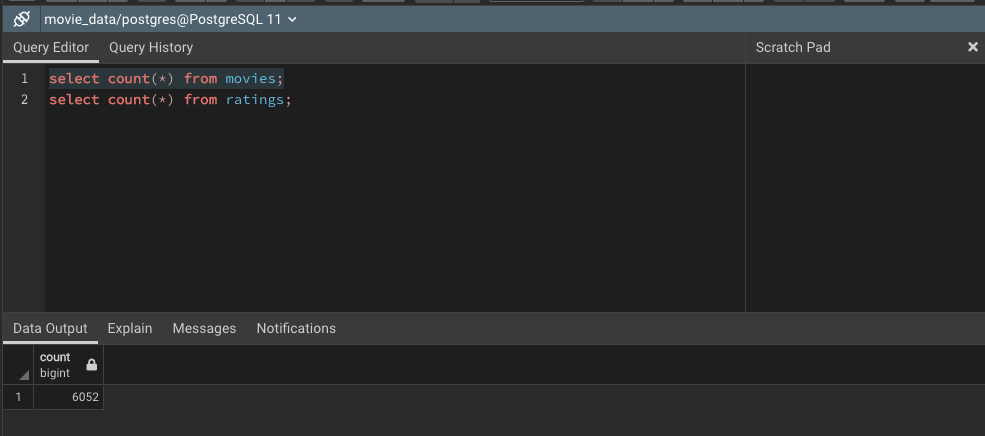 movie_data/postgres@PostgreSQL 11
Query Editor Query History Scratch Pad
1 select count(*) from movies;
2 select count(*) from ratings;
Data Output Explain Messages Notifications
count
bigint
1 6052